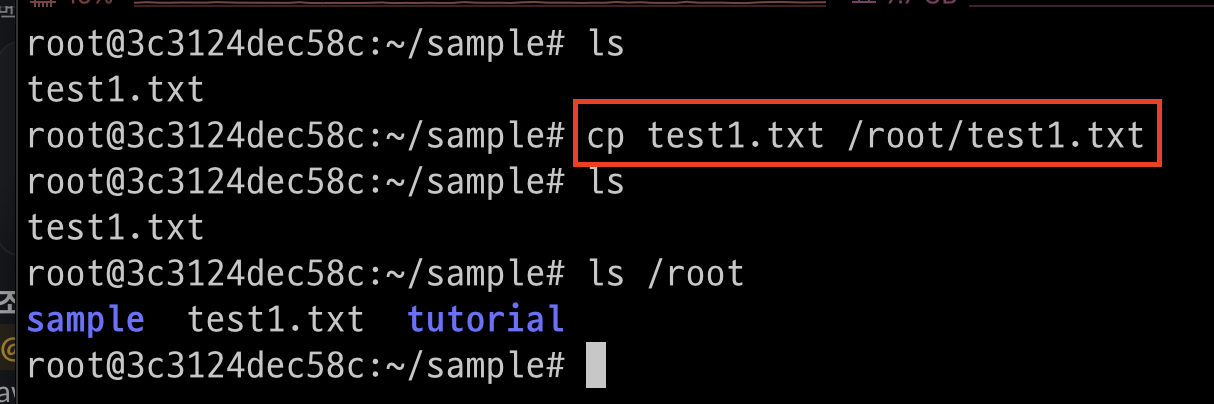 root@3c3124dec58c:~/sample# ls
test1.txt
root@3c3124dec58c:~/sample# cp test1.txt /root/test1.txt
root@3c3124dec58c:~/sample# ls
test1.txt
root@3c3124dec58c:~/sample# ls /root
sample  test1.txt  tutorial
root@3c3124dec58c:~/sample#